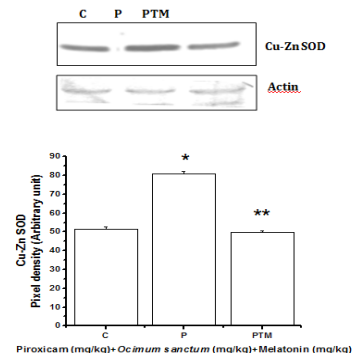 C P PTM
Cu-Zn SOD
Actin
90
80
70
60
50
40
30
20
10
0
Cu-Zn SOD
Pixel density (Arbitrary unit)
*
**
C P PTM
Piroxicam (mg/kg)+Ocimum sanctum (mg/kg)+Melatonin (mg/kg)